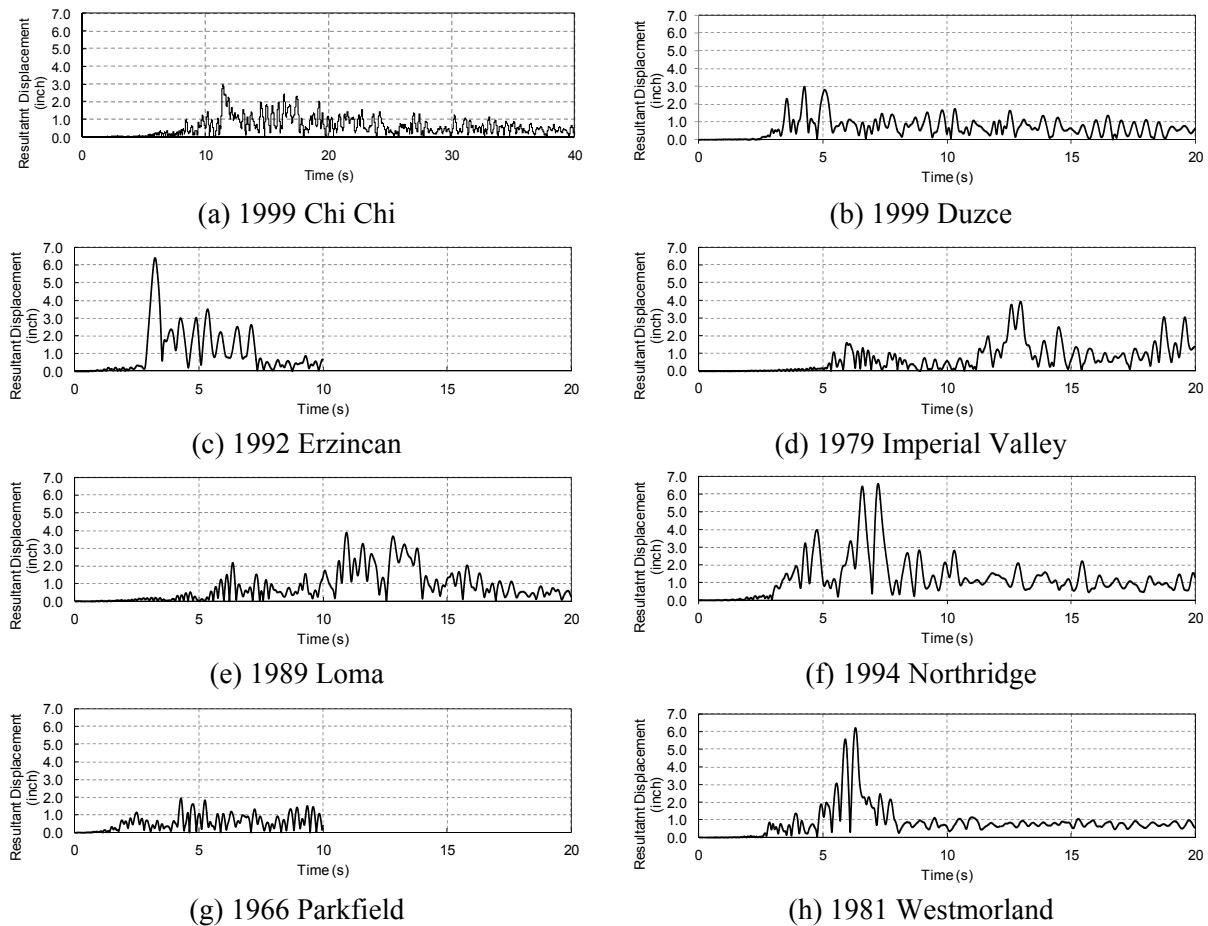 Resultatnt Displacement
(inch)
7.0
6.0
5.0
4.0
3.0
2.0
1.0
0.0
0 10 20 30 40
Time (s)
(a) 1999 Chi Chi
Resultant Displacement
(inch)
7.0
6.0
5.0
4.0
3.0
2.0
1.0
0.0
0 5 10 15 20
Time (s)
(b) 1999 Duzce
Resultant Displacement
(inch)
7.0
6.0
5.0
4.0
3.0
2.0
1.0
0.0
0 5 10 15 20
Time (s)
(c) 1992 Erzincan
Resultant Displacement
(inch)
7.0
6.0
5.0
4.0
3.0
2.0
1.0
0.0
0 5 10 15 20
Time (s)
(d) 1979 Imperial Valley
Resultant Displacement
(inch)
7.0
6.0
5.0
4.0
3.0
2.0
1.0
0.0
0 5 10 15 20
Time (s)
(e) 1989 Loma
Resultatnt Displacement
(inch)
7.0
6.0
5.0
4.0
3.0
2.0
1.0
0.0
0 5 10 15 20
Time (s)
(f) 1994 Northridge
Resultant Displacement
(inch)
7.0
6.0
5.0
4.0
3.0
2.0
1.0
0.0
0 5 10 15 20
Time (s)
(g) 1966 Parkfield
Resultatnt Displacement
(inch)
7.0
6.0
5.0
4.0
3.0
2.0
1.0
0.0
0 5 10 15 20
Time (s)
(h) 1981 Westmorland